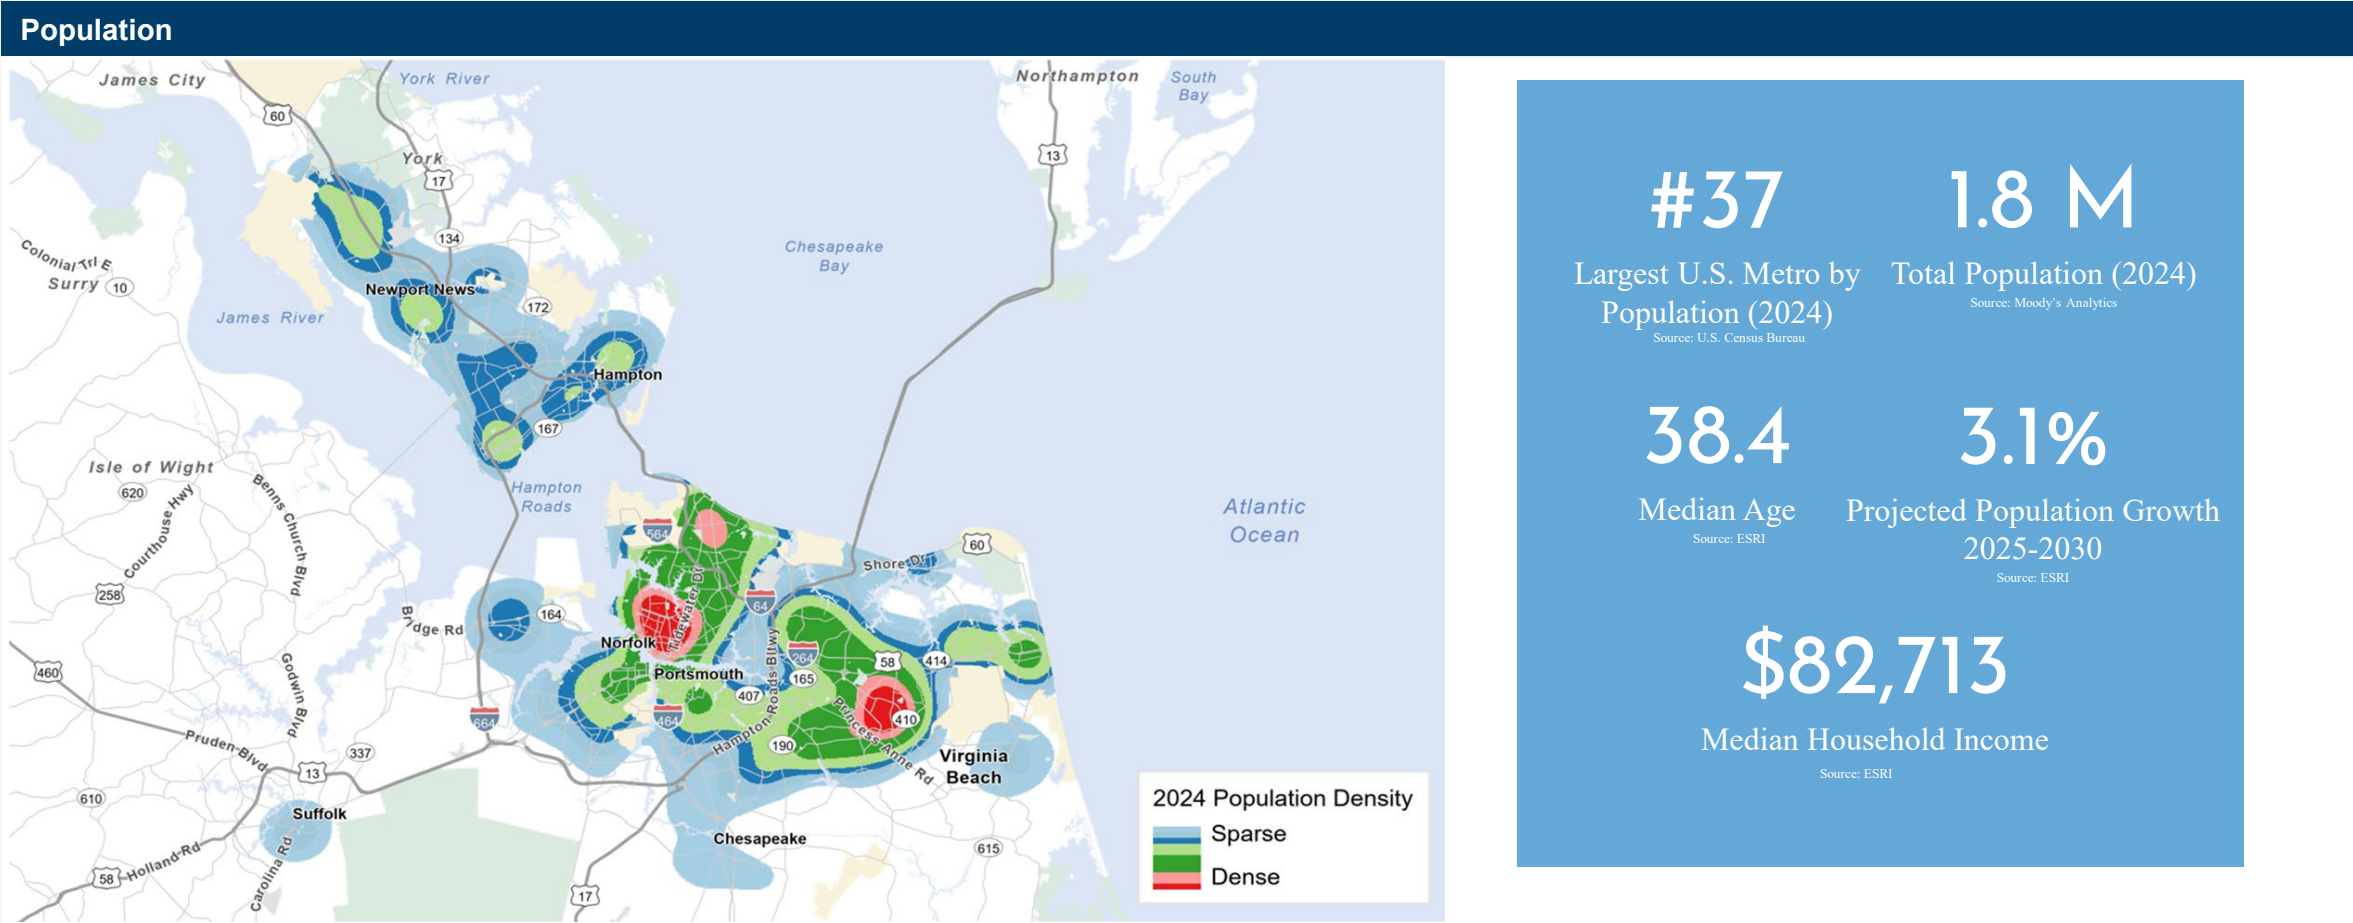 Population
James City
York River
Northampton
South
Bay
60
York
17
13
134
Colonial Trl E
Surry
10
Newport News
172
Chesapeake
Bay
James River
Hampton
167
Isle of Wight
620
Courthouse Hwy
Benns Church Blvd
Hampton
Roads
Atlantic
Ocean
564
Shore Dr
60
258
Bridge Rd
164
64
Tidewater Dr
Norfolk
Portsmouth
264
58
414
165
407
Hampton Roads Bltwy
460
Godwin Blvd
664
464
410
190
Princess Anne Rd
Pruden Blvd
337
13
Virginia
Beach
610
Suffolk
Chesapeake
615
58
Holland Rd
Carolina Rd
17
2024 Population Density
Sparse
Dense
#37
Largest U.S. Metro by
Population (2024)
Source: U.S. Census Bureau
1.8 M
Total Population (2024)
Source: Moody's Analytics
38.4
Median Age
Source: ESRI
3.1%
Projected Population Growth
2025-2030
Source: ESRI
$82,713
Median Household Income
Source: ESRI